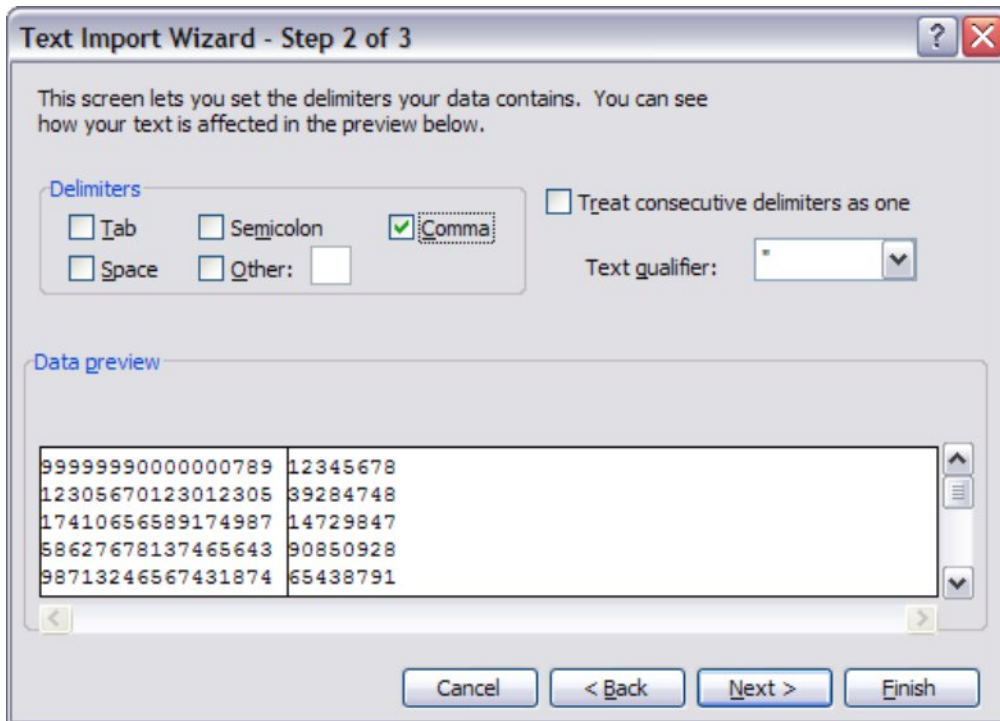 Text Import Wizard - Step 2 of 3
This screen lets you set the delimiters your data contains. You can see
how your text is affected in the preview below.
Delimiters
Tab Semicolon Comma
Space Other:
Treat consecutive delimiters as one
Text qualifier: "
Data preview
99999990000000789 12345678
12305670123012305 39284748
17410656589174987 14729847
58627678137465643 90850928
98713246567431874 65438791
Cancel < Back Next > Finish